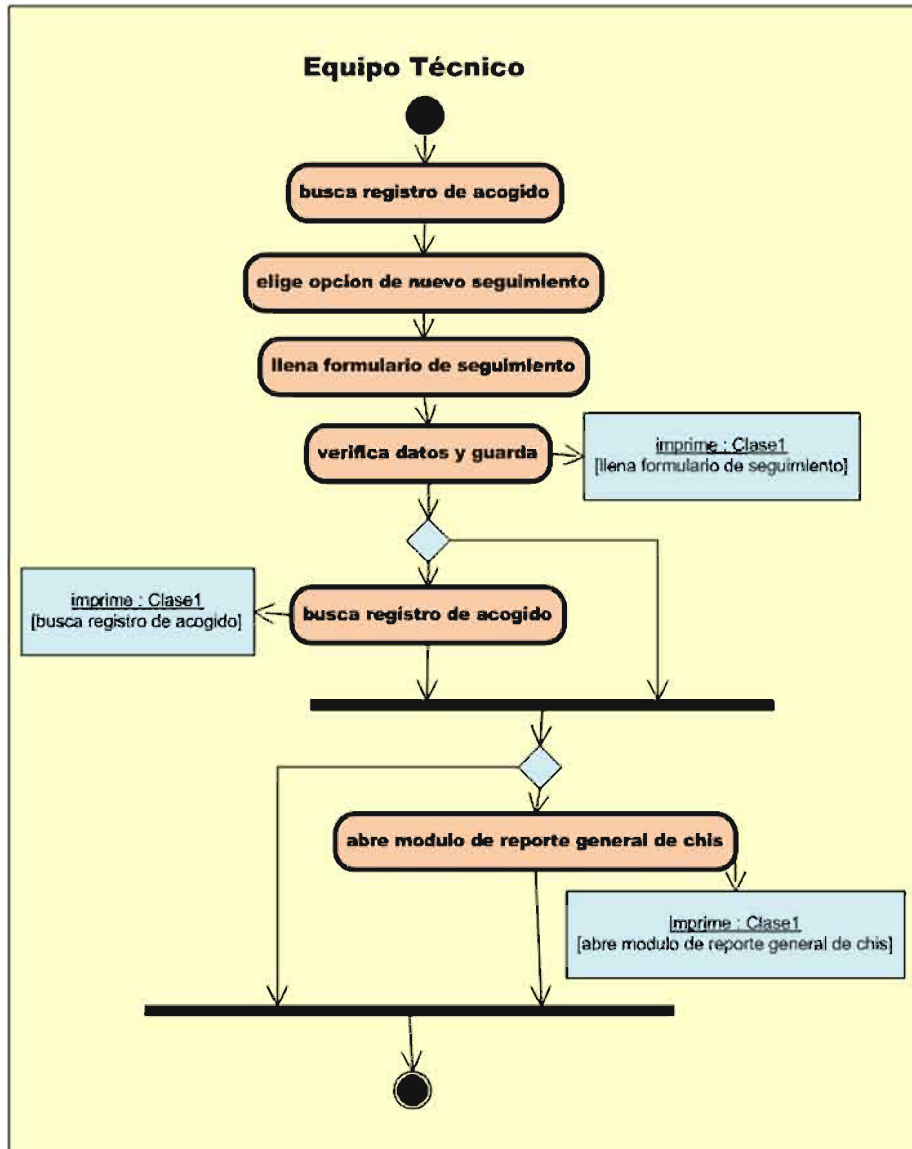 Equipo Técnico
busca registro de acogido
elige opcion de nuevo seguimiento
llena formulario de seguimiento
verifica datos y guarda
imprime : Clase1
[llena formulario de seguimiento]
imprime : Clase1
[busca registro de acogido]
busca registro de acogido
abre modulo de reporte general de chis
Imprime : Clase1
[abre modulo de reporte general de chis]